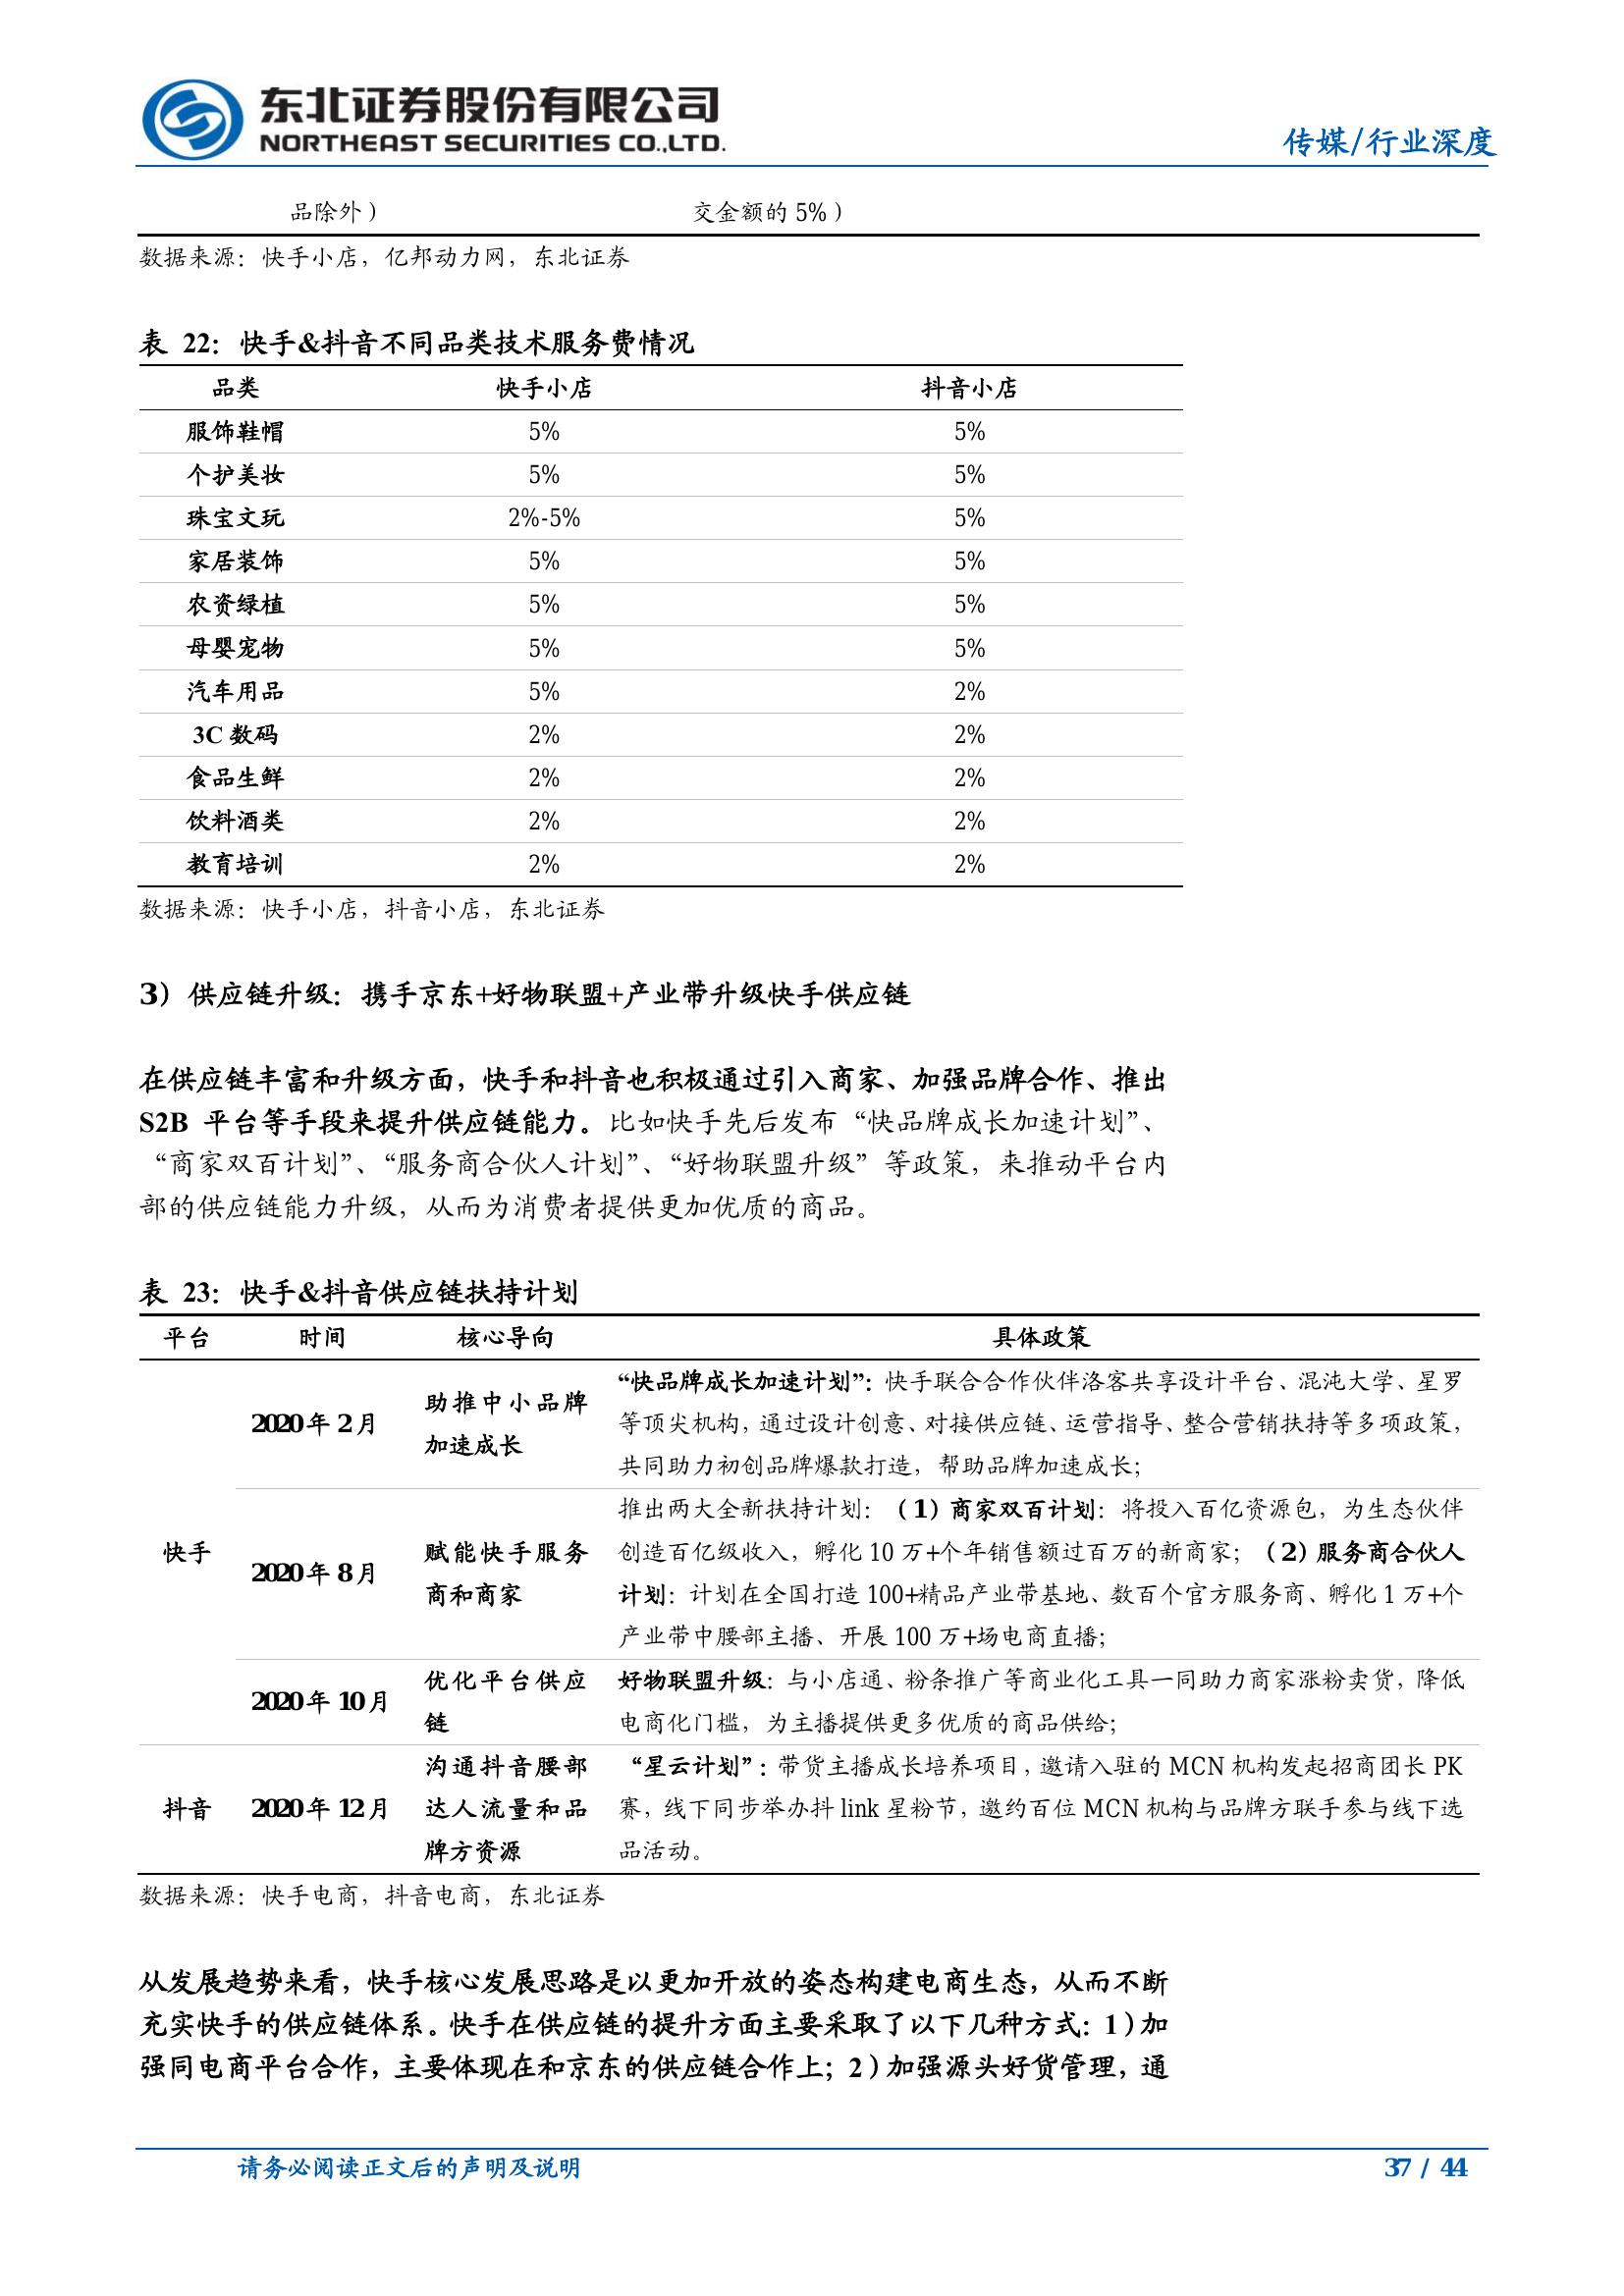 东北证券股份有限公司
NORTHEAST SECURITIES CO.,LTD.
传媒/行业深度
品除外） 交金额的 5%）
数据来源：快手小店，亿邦动力网，东北证券
表 22：快手&抖音不同品类技术服务费情况
品类 快手小店 抖音小店
服饰鞋帽 5% 5%
个护美妆 5% 5%
珠宝文玩 2%-5% 5%
家居装饰 5% 5%
农资绿植 5% 5%
母婴宠物 5% 5%
汽车用品 5% 2%
3C 数码 2% 2%
食品生鲜 2% 2%
饮料酒类 2% 2%
教育培训 2% 2%
数据来源：快手小店，抖音小店，东北证券
3）供应链升级：携手京东+好物联盟+产业带升级快手供应链
在供应链丰富和升级方面，快手和抖音也积极通过引入商家、加强品牌合作、推出
S2B 平台等手段来提升供应链能力。比如快手先后发布“快品牌成长加速计划”、
“商家双百计划”、“服务商合伙人计划”、“好物联盟升级”等政策，来推动平台内
部的供应链能力升级，从而为消费者提供更加优质的商品。
表 23：快手&抖音供应链扶持计划
平台 时间 核心导向 具体政策
快手
2020 年 2 月
助推中小品牌
加速成长
“快品牌成长加速计划”：快手联合合作伙伴洛客共享设计平台、混沌大学、星罗
等顶尖机构，通过设计创意、对接供应链、运营指导、整合营销扶持等多项政策，
共同助力初创品牌爆款打造，帮助品牌加速成长；
2020 年 8 月
赋能快手服务
商和商家
推出两大全新扶持计划：（1）商家双百计划：将投入百亿资源包，为生态伙伴
创造百亿级收入，孵化 10 万+个年销售额过百万的新商家；（2）服务商合伙人
计划：计划在全国打造 100+精品产业带基地、数百个官方服务商、孵化 1 万+个
产业带中腰部主播、开展 100 万+场电商直播；
2020 年 10 月
优化平台供应
链
好物联盟升级：与小店通、粉条推广等商业化工具一同助力商家涨粉卖货，降低
电商化门槛，为主播提供更多优质的商品供给；
抖音
2020 年 12 月
沟通抖音腰部
达人流量和品
牌方资源
“星云计划”：带货主播成长培养项目，邀请入驻的 MCN 机构发起招商团长 PK
赛，线下同步举办抖 link 星粉节，邀约百位 MCN 机构与品牌方联手参与线下选
品活动。
数据来源：快手电商，抖音电商，东北证券
从发展趋势来看，快手核心发展思路是以更加开放的姿态构建电商生态，从而不断
充实快手的供应链体系。快手在供应链的提升方面主要采取了以下几种方式：1）加
强同电商平台合作，主要体现在和京东的供应链合作上；2）加强源头好货管理，通
请务必阅读正文后的声明及说明
37 / 44